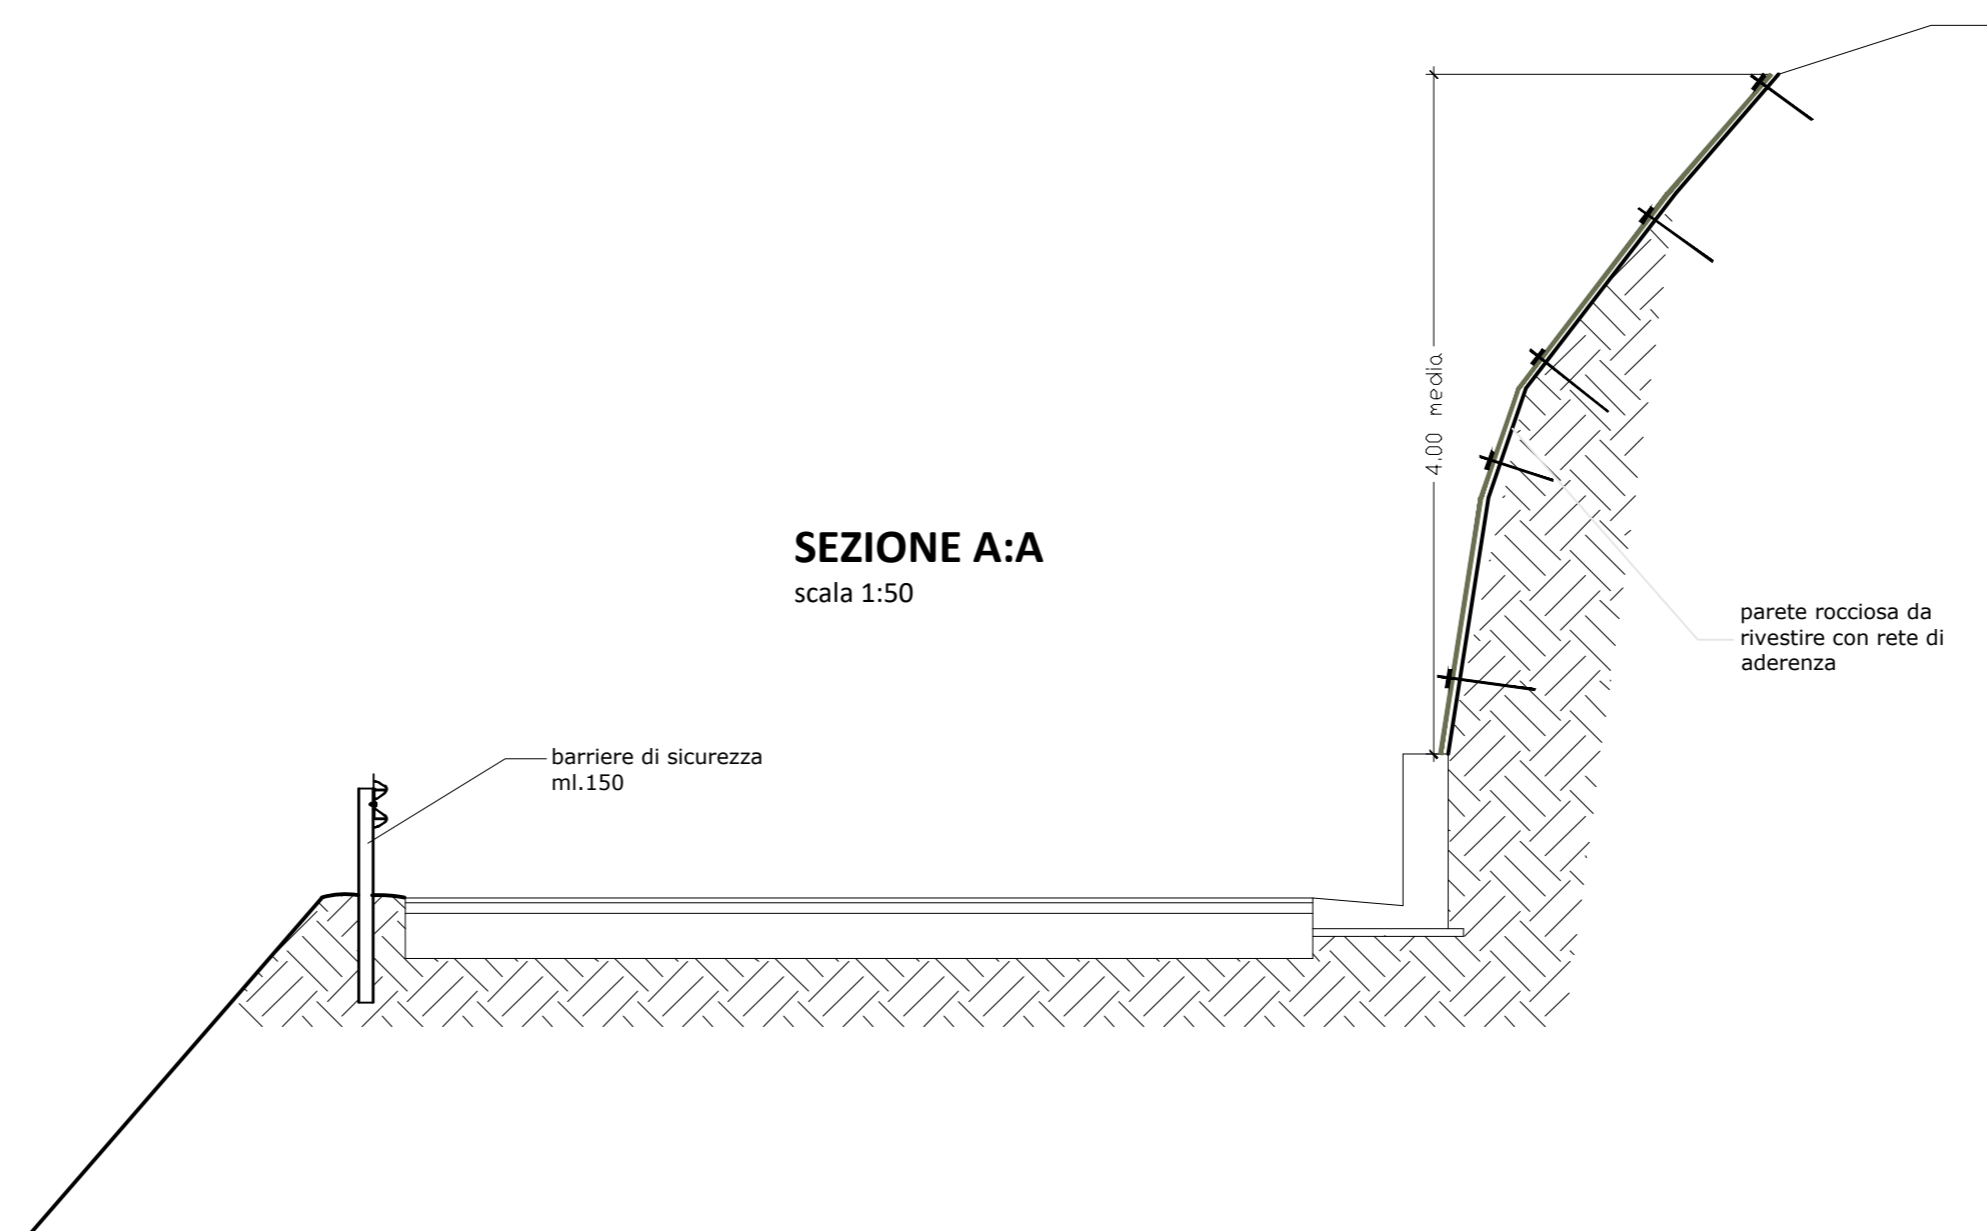 4.00 media
SEZIONE A:A
scala 1:50
parete rocciosa da
rivestire con rete di
aderenza
barriere di sicurezza
ml.150